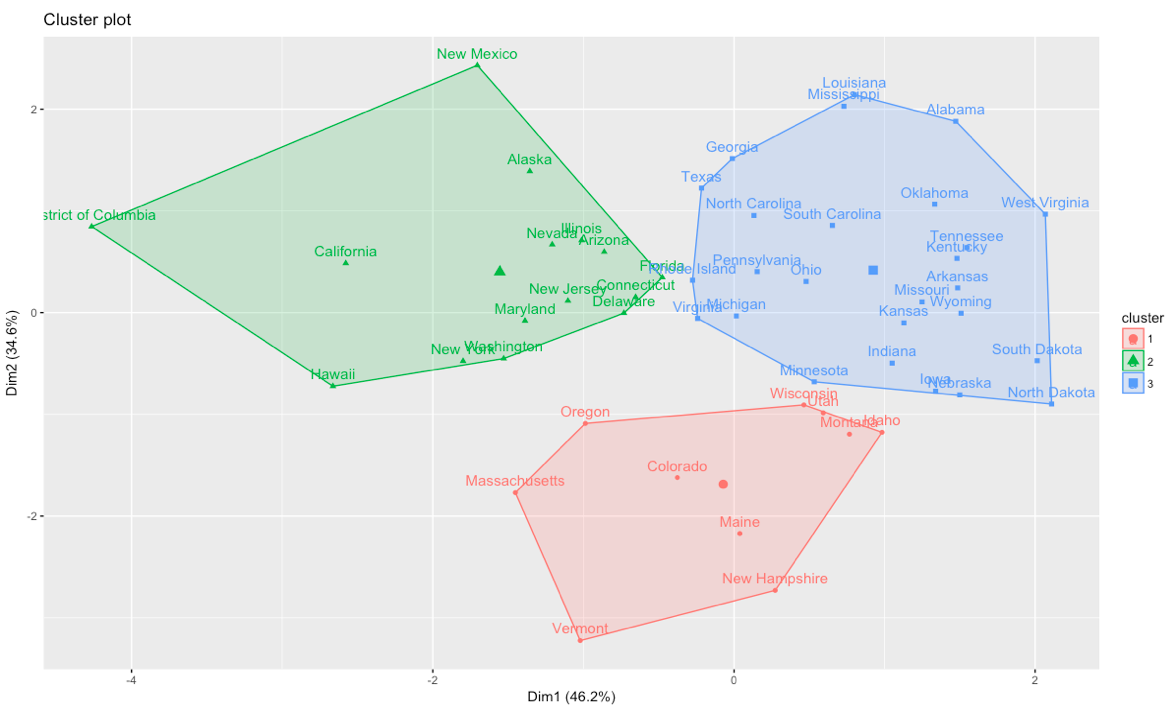 Cluster plot
New Mexico
Louisiana
Mississippi
Alabama
Georgia
Alaska
Texas
Oklahoma
North Carolina
West Virginia
strict of Columbia
South Carolina
Illinois
Nevada
Arizona
Tennessee
Kentucky
California
Pennsylvania
Florida
Rhode Island
Ohio
Arkansas
Connecticut
New Jersey
Missouri
Delaware
Wyoming
Maryland
Virginia
Michigan
Kansas
New York
Washington
Indiana
South Dakota
Hawaii
Minnesota
Iowa
Nebraska
North Dakota
Wisconsin
Utah
Oregon
Montana
Idaho
Colorado
Massachusetts
Maine
New Hampshire
Vermont
2
0
-2
Dim2 (34.6%)
-4
-2
0
2
Dim1 (46.2%)
cluster
1
2
3